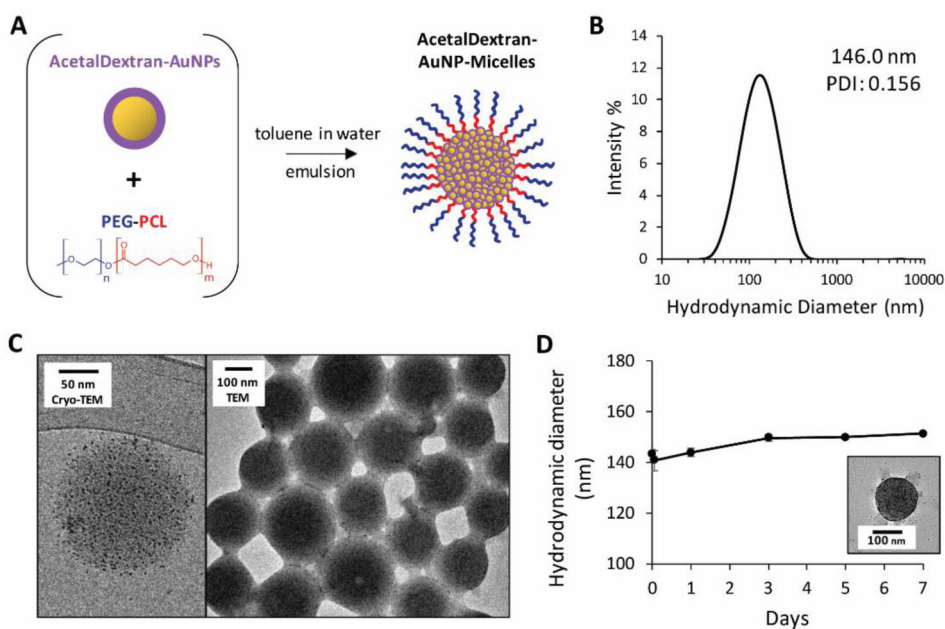 A
AcetalDextran-AuNPs
+
PEG-PCL
O
n
O
O
O
H
m
toluene in water
emulsion
AcetalDextran-
AuNP-Micelles
B
146.0 nm
PDI: 0.156
Intensity %
14
12
10
8
6
4
2
0
10
100
1000
10000
Hydrodynamic Diameter (nm)
C
50 nm
Cryo-TEM
100 nm
TEM
D
Hydrodynamic diameter
(nm)
180
160
140
120
100
0
1
2
3
4
5
6
7
Days
100 nm